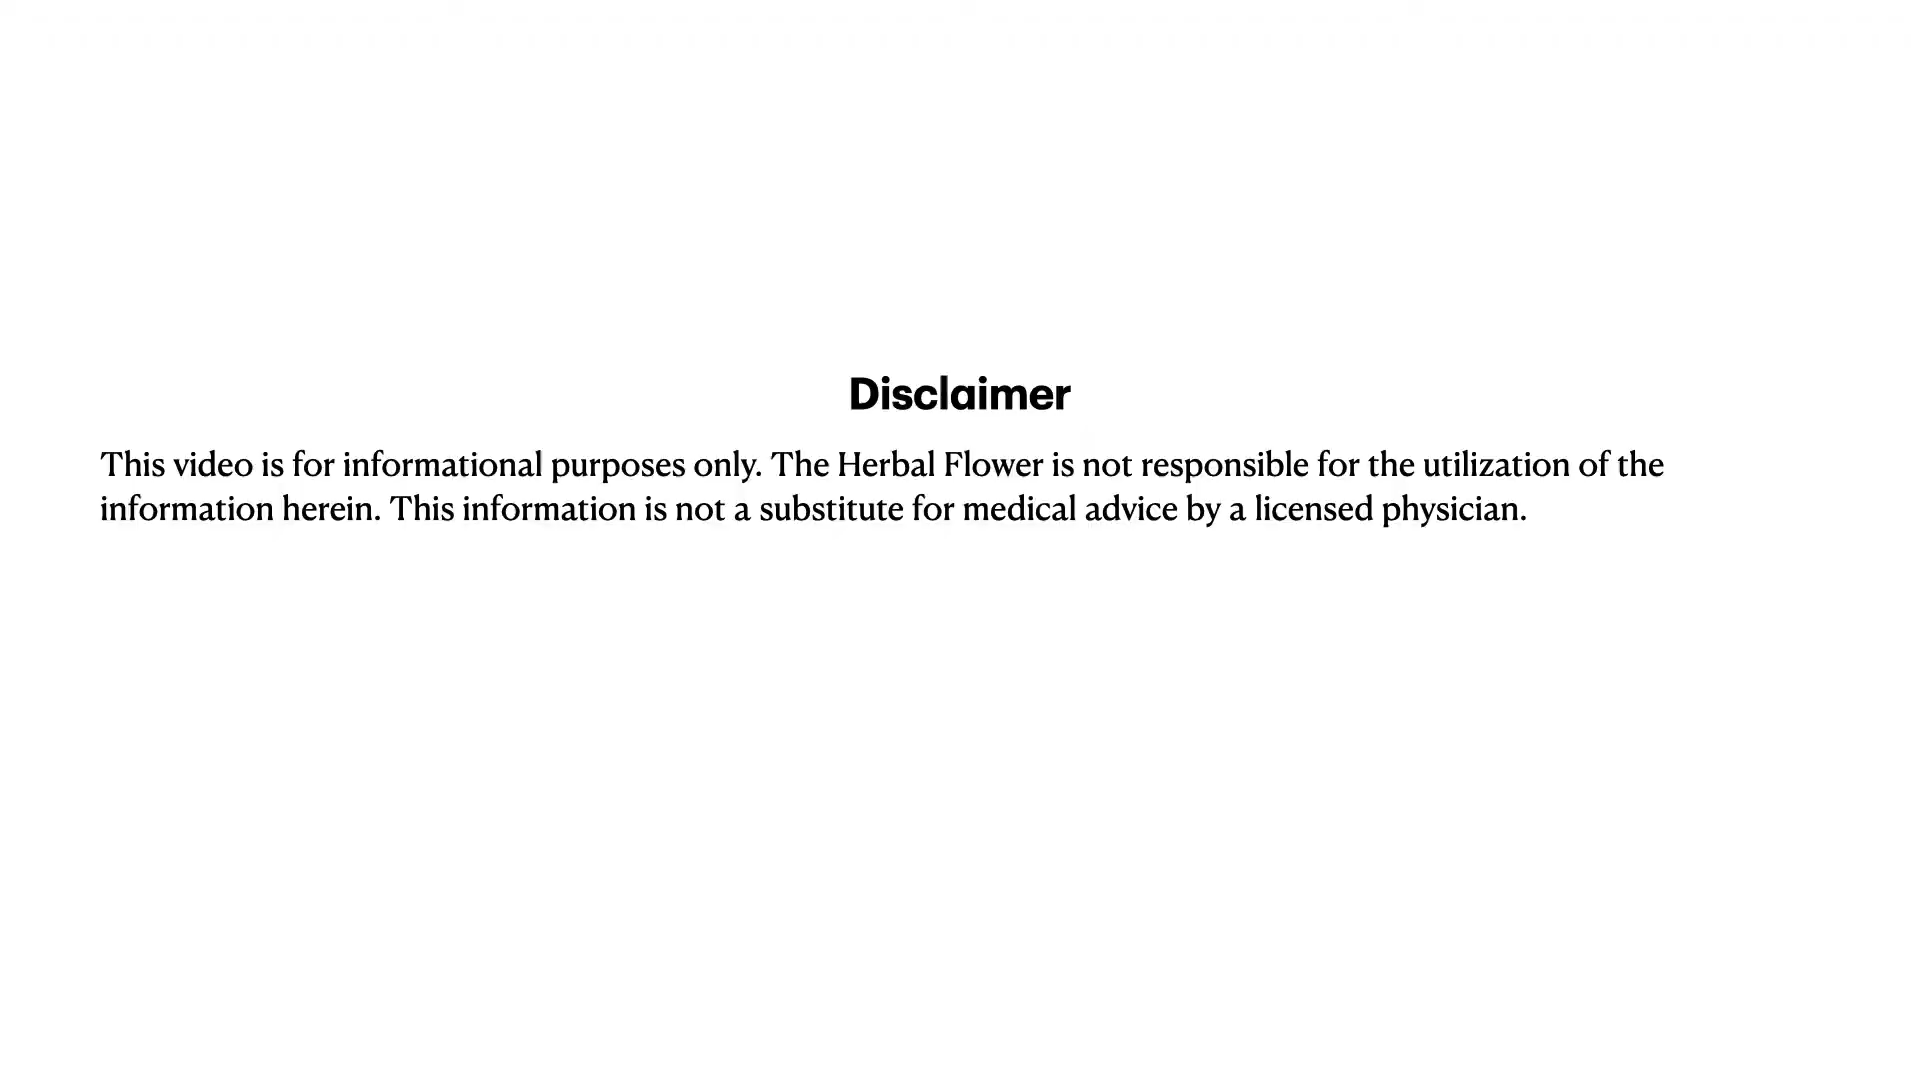 Disclaimer
This video is for informational purposes only. The Herbal Flower is not responsible for the utilization of the
information herein. This information is not a substitute for medical advice by a licensed physician.